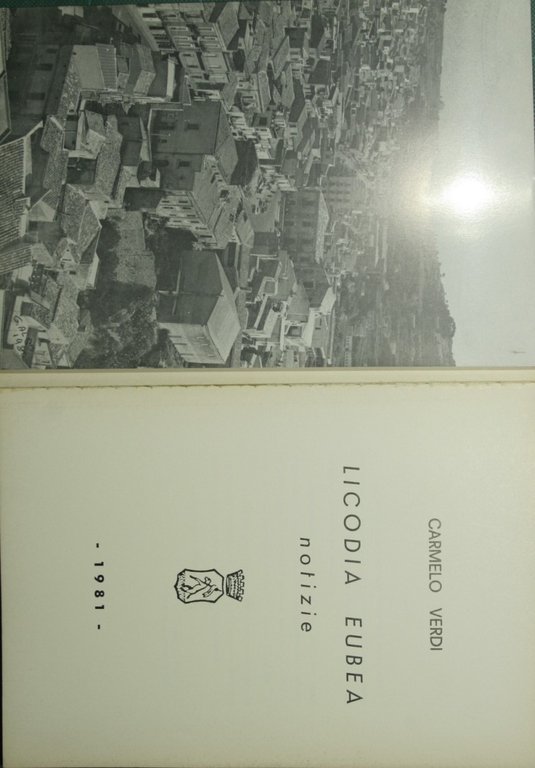 CARMELO VERDI
LICODIA EUBEA
notizie
- 1981 -